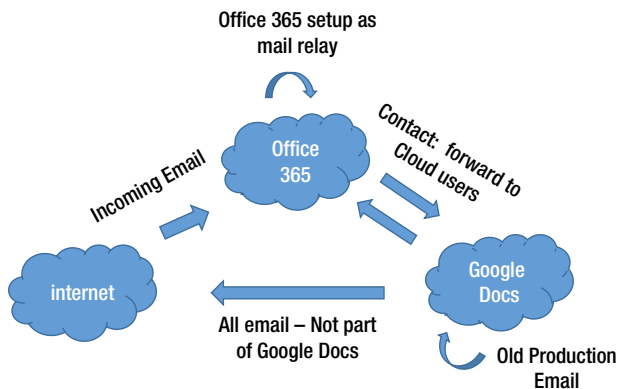 Office 365 setup as
mail relay
Incoming Email
Office
365
Contact:  forward to
Cloud users
internet
Google
Docs
All email – Not part
of Google Docs
Old Production
Email